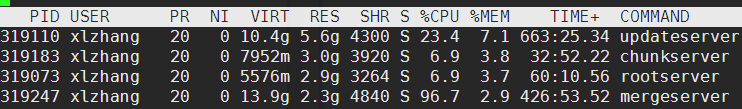 PID USER PR NI VIRT RES SHR S %CPU %MEM TIME+ COMMAND
319110 xlzhang 20 0 10.4g 5.6g 4300 S 23.4 7.1 663:25.34 updateserver
319183 xlzhang 20 0 7952m 3.0g 3920 S 6.9 3.8 32:52.22 chunkserver
319073 xlzhang 20 0 5576m 2.9g 3264 S 6.9 3.7 60:10.56 rootserver
319247 xlzhang 20 0 13.9g 2.3g 4840 S 96.7 2.9 426:53.52 mergeserver